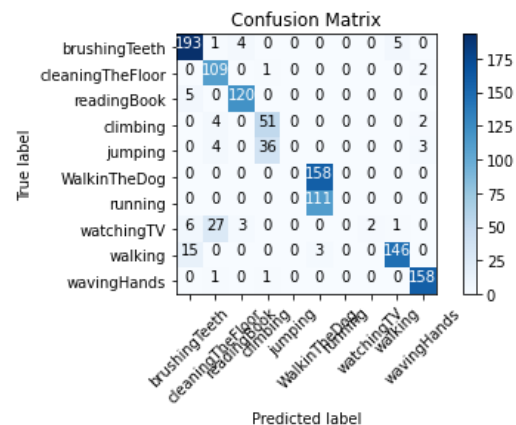 Confusion Matrix
brushingTeeth 193 1 4 0 0 0 0 0 5 0
cleaningTheFloor 0 109 0 1 0 0 0 0 0 2
readingBook 5 0 120 0 0 0 0 0 0 0
climbing 0 4 0 51 0 0 0 0 0 2
jumping 0 4 0 36 0 0 0 0 0 3
WalkinTheDog 0 0 0 0 0 158 0 0 0 0
running 0 0 0 0 0 111 0 0 0 0
watchingTV 6 27 3 0 0 0 0 2 1 0
walking 15 0 0 0 0 3 0 0 146 0
wavingHands 0 1 0 1 0 0 0 0 0 158
True label
brushingTeeth
cleaningTheFloor
readingBook
climbing
jumping
WalkinTheDog
running
watchingTV
walking
wavingHands
Predicted label
175
150
125
100
75
50
25
0